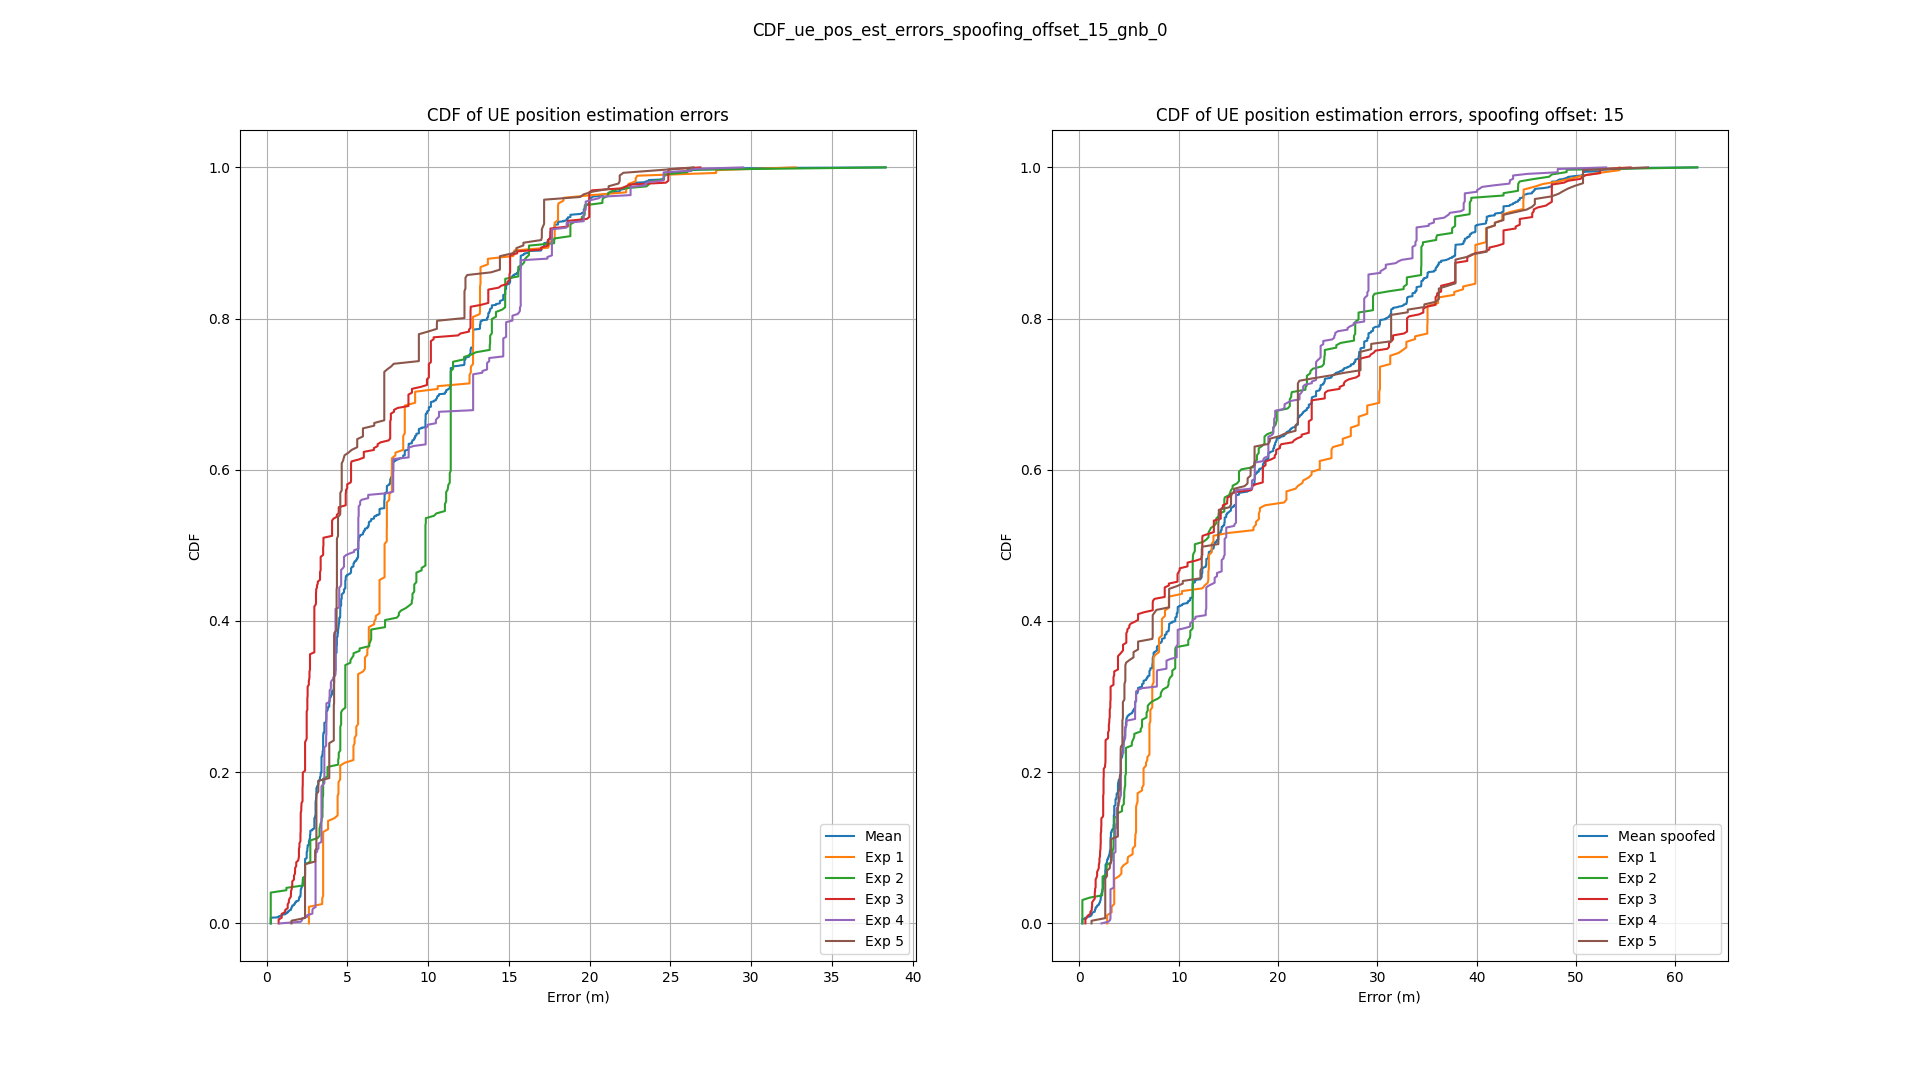 CDF_ue_pos_est_errors_spoofing_offset_15_gnb_0
CDF of UE position estimation errors
1.0
0.8
0.6
0.4
0.2
0.0
CDF
0 5 10 15 20 25 30 35 40
Error (m)
Mean
Exp 1
Exp 2
Exp 3
Exp 4
Exp 5
CDF of UE position estimation errors, spoofing offset: 15
1.0
0.8
0.6
0.4
0.2
0.0
CDF
0 10 20 30 40 50 60
Error (m)
Mean spoofed
Exp 1
Exp 2
Exp 3
Exp 4
Exp 5